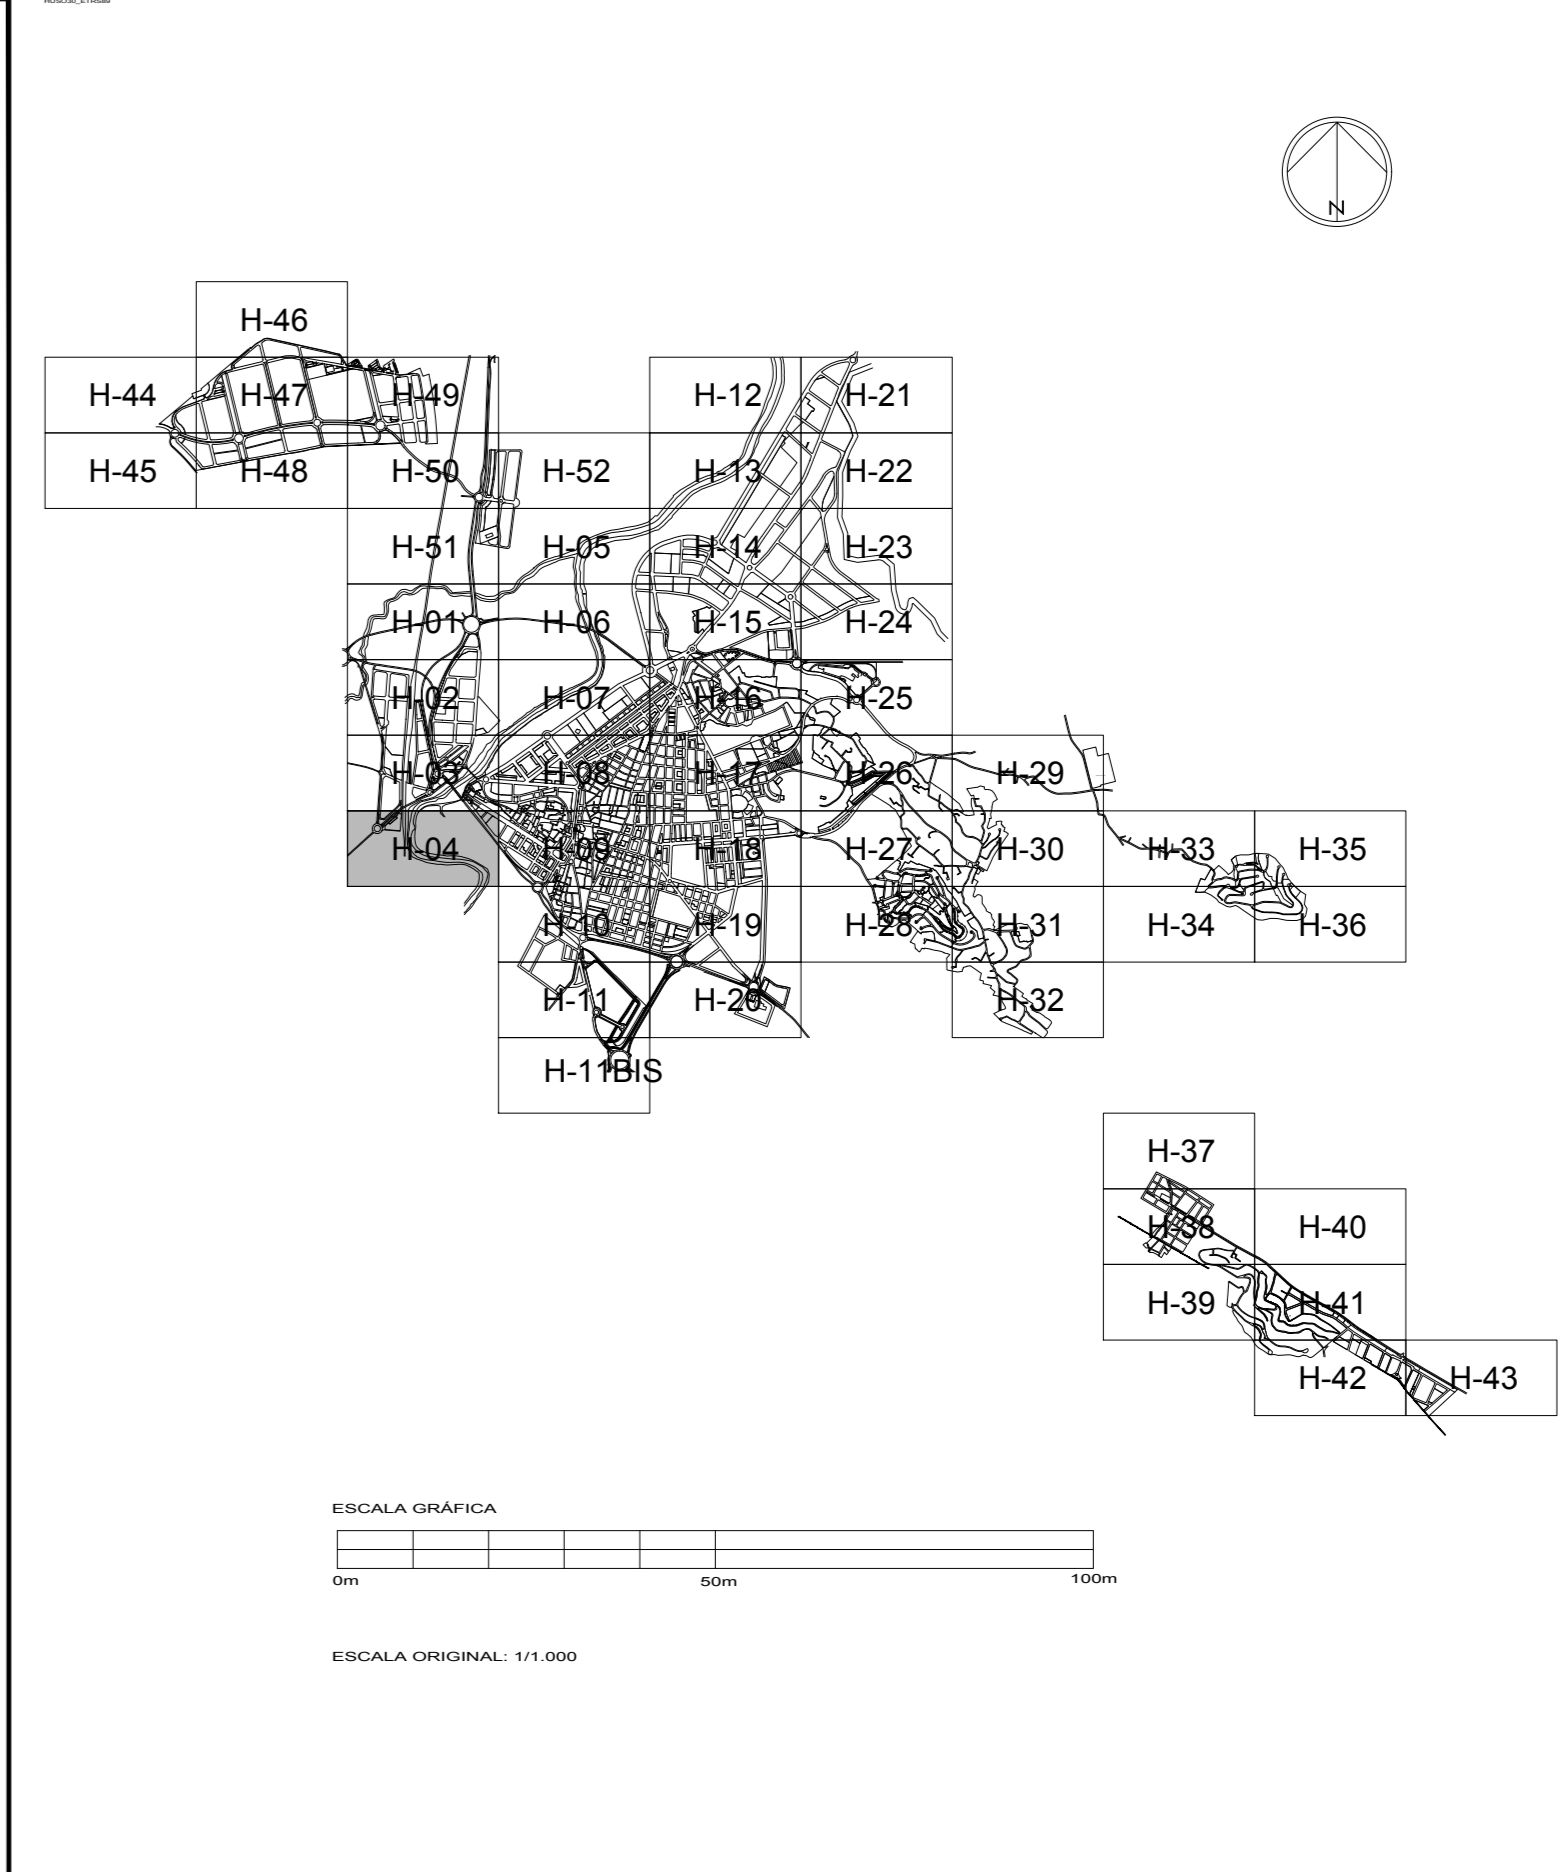 HUSO30_ETRS89
N
H-46
H-44 H-47 H-49 H-12 H-21
H-45 H-48 H-50 H-52 H-13 H-22
H-51 H-05 H-14 H-23
H-01 H-06 H-15 H-24
H-02 H-07 H-16 H-25
H-03 H-08 H-17 H-26 H-29
H-04 H-09 H-18 H-27 H-30 H-33 H-35
H-10 H-19 H-28 H-31 H-34 H-36
H-11 H-20 H-32
H-11BIS
H-37
H-38 H-40
H-39 H-41
H-42 H-43
ESCALA GRÁFICA
0m 50m 100m
ESCALA ORIGINAL: 1/1.000